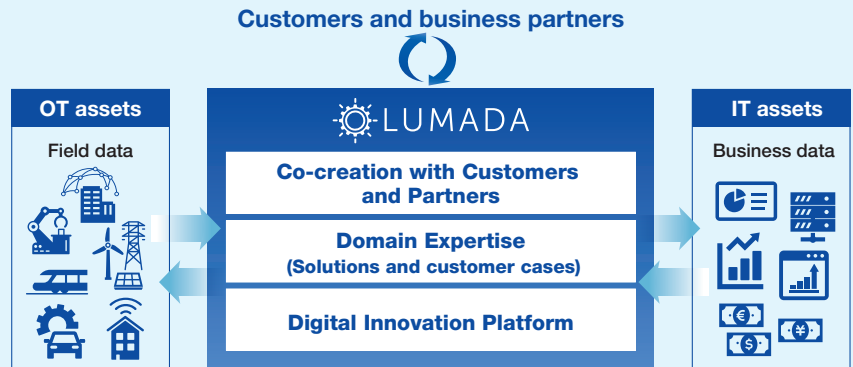 Customers and business partners
OT assets
Field data
LUMADA
Co-creation with Customers
and Partners
Domain Expertise
(Solutions and customer cases)
Digital Innovation Platform
IT assets
Business data
€
$
¥